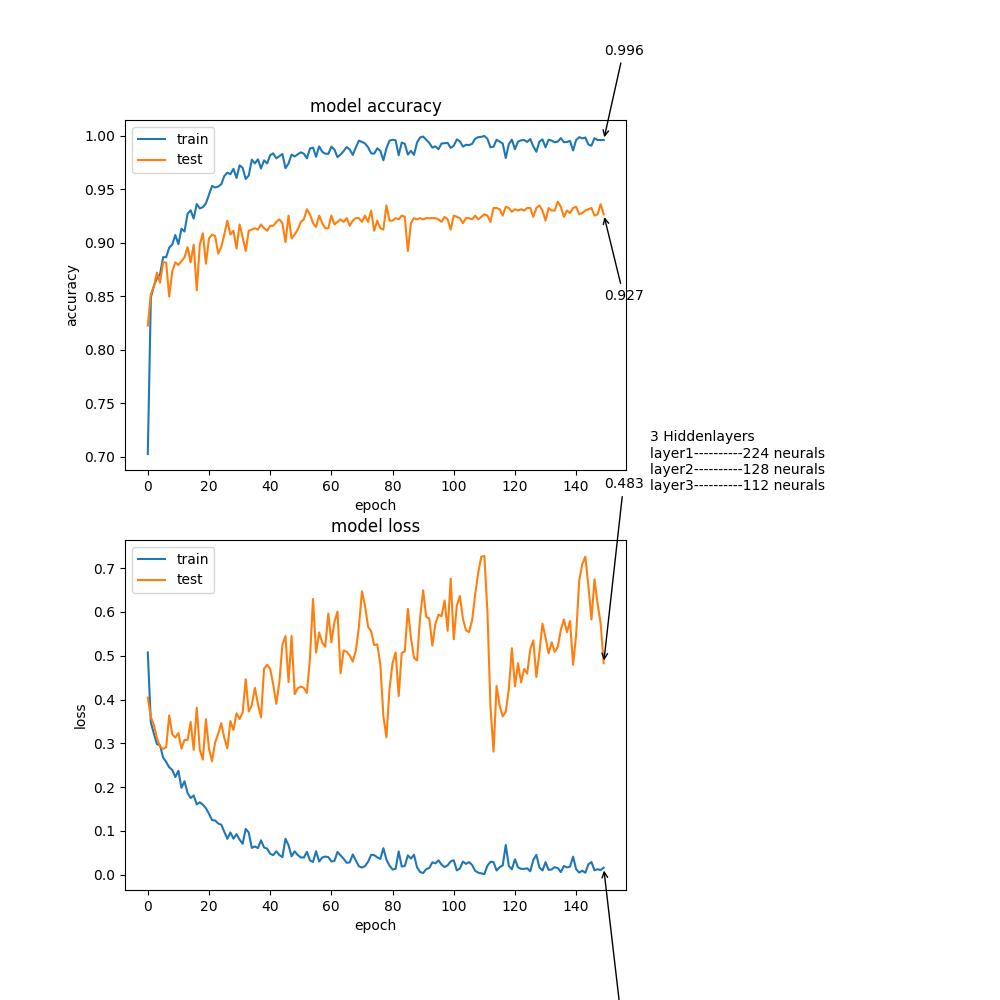 0.996
model accuracy
train
test
1.00
0.95
0.90
0.85
0.80
0.75
0.70
accuracy
0.927
0 20 40 60 80 100 120 140
epoch
3 Hiddenlayers
layer1----------224 neurals
layer2----------128 neurals
layer3----------112 neurals
0.483
model loss
train
test
0.7
0.6
0.5
0.4
0.3
0.2
0.1
0.0
loss
0 20 40 60 80 100 120 140
epoch